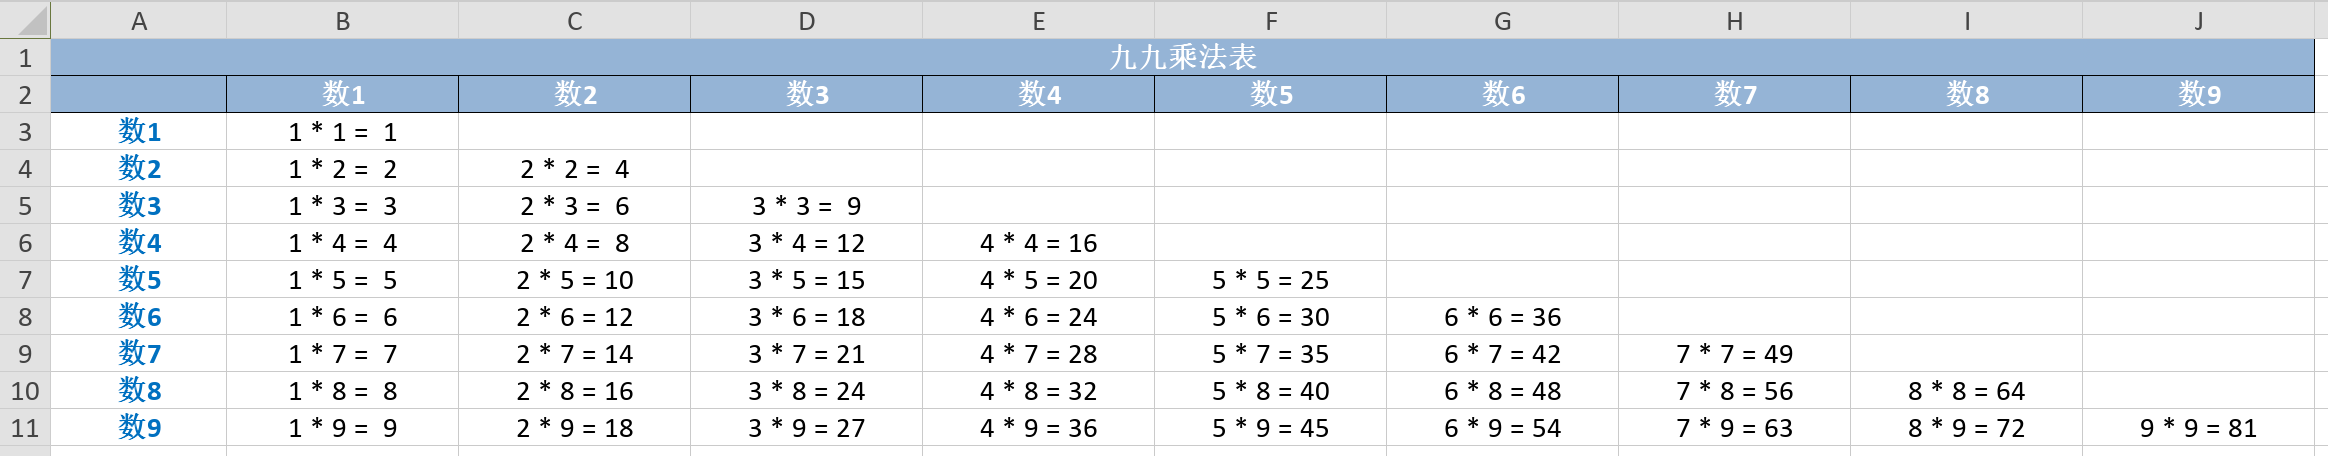 A B C D E F G H I J
1 九九乘法表
2 数1 数2 数3 数4 数5 数6 数7 数8 数9
3 数1 1 * 1 =  1
4 数2 1 * 2 =  2 2 * 2 =  4
5 数3 1 * 3 =  3 2 * 3 =  6 3 * 3 =  9
6 数4 1 * 4 =  4 2 * 4 =  8 3 * 4 = 12 4 * 4 = 16
7 数5 1 * 5 =  5 2 * 5 = 10 3 * 5 = 15 4 * 5 = 20 5 * 5 = 25
8 数6 1 * 6 =  6 2 * 6 = 12 3 * 6 = 18 4 * 6 = 24 5 * 6 = 30 6 * 6 = 36
9 数7 1 * 7 =  7 2 * 7 = 14 3 * 7 = 21 4 * 7 = 28 5 * 7 = 35 6 * 7 = 42 7 * 7 = 49
10 数8 1 * 8 =  8 2 * 8 = 16 3 * 8 = 24 4 * 8 = 32 5 * 8 = 40 6 * 8 = 48 7 * 8 = 56 8 * 8 = 64
11 数9 1 * 9 =  9 2 * 9 = 18 3 * 9 = 27 4 * 9 = 36 5 * 9 = 45 6 * 9 = 54 7 * 9 = 63 8 * 9 = 72 9 * 9 = 81